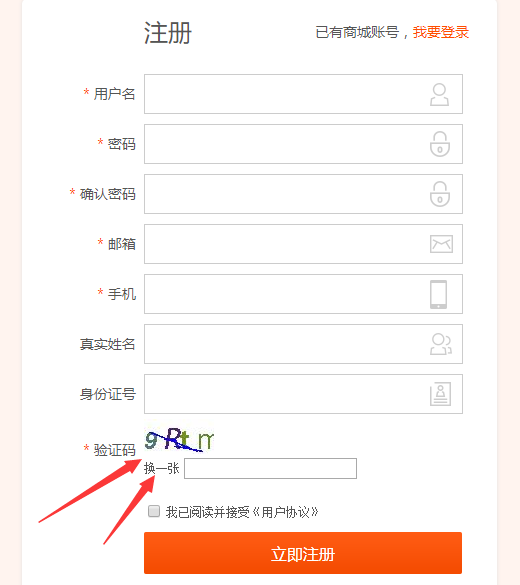 注册
已有商城账号，我要登录
* 用户名
* 密码
* 确认密码
* 邮箱
* 手机
真实姓名
身份证号
* 验证码
9Rtm
换一张
我已阅读并接受《用户协议》
立即注册